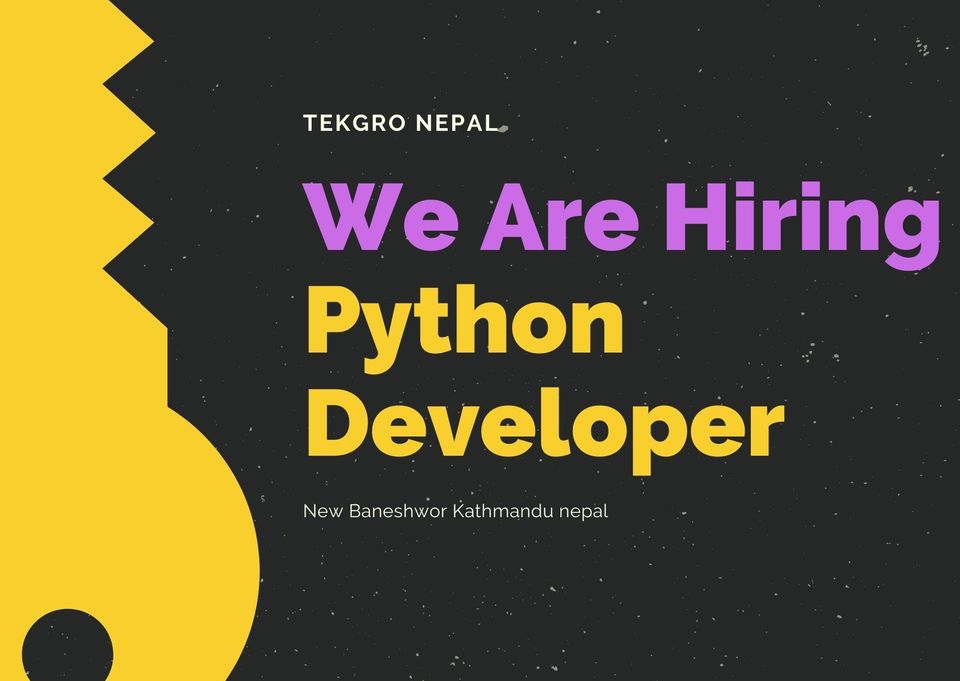 TEKGRO NEPAL
We Are Hiring
Python
Developer
New Baneshwor Kathmandu nepal